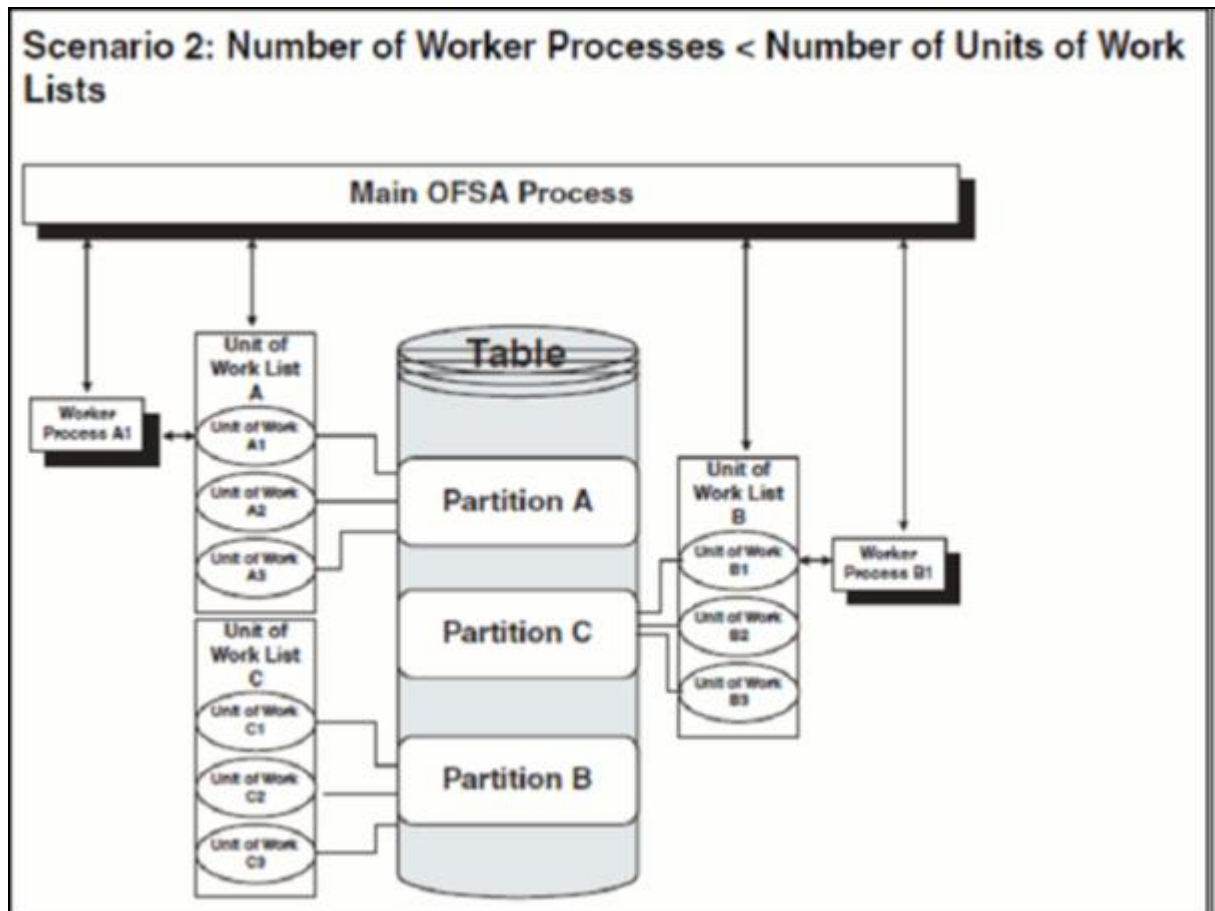 Scenario 2: Number of Worker Processes < Number of Units of Work
Lists
Main OFSA Process
Unit of
Work List
A
Worker
Process A1
Unit of Work
A1
Unit of Work
A2
Unit of Work
A3
Table
Partition A
Partition C
Partition B
Unit of
Work List
B
Unit of Work
B1
Unit of Work
B2
Unit of Work
B3
Worker
Process B1
Unit of
Work List
C
Unit of Work
C1
Unit of Work
C2
Unit of Work
C3